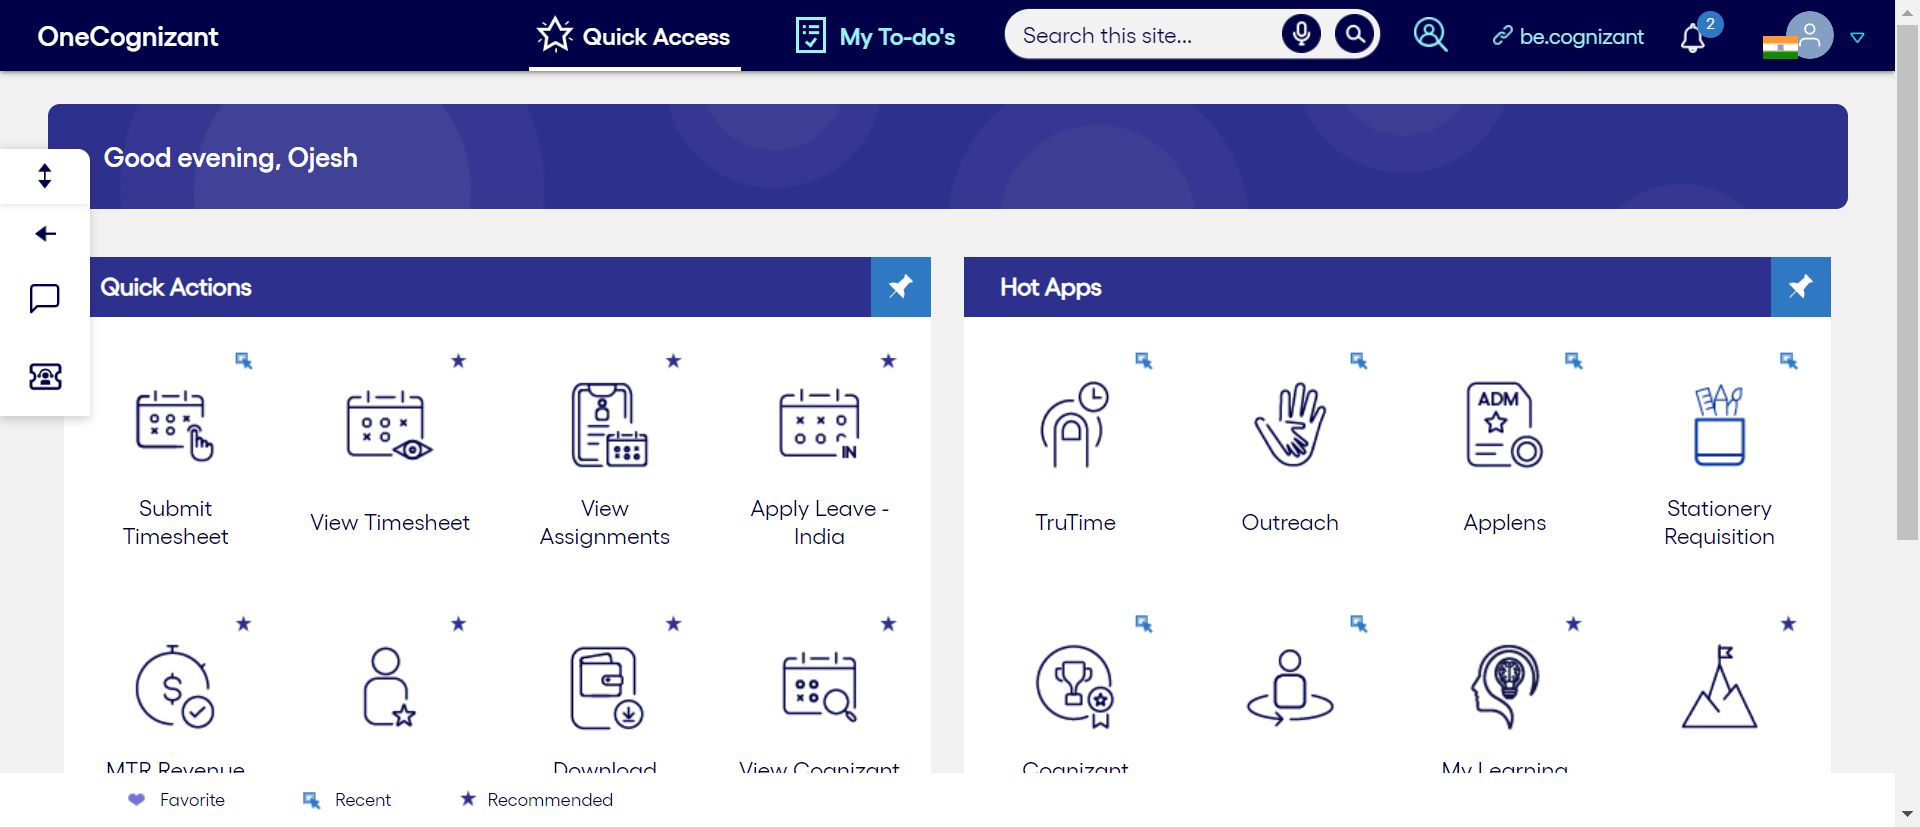 OneCognizant
Quick Access
My To-do's
Search this site...
be.cognizant
2
Good evening, Ojesh
Quick Actions
Hot Apps
Submit
Timesheet
View Timesheet
View
Assignments
IN
Apply Leave -
India
TruTime
Outreach
ADM
Applens
Stationery
Requisition
$
MTR Revenue
Download
View Cognizant
Cognizant
My Learning
Favorite
Recent
Recommended